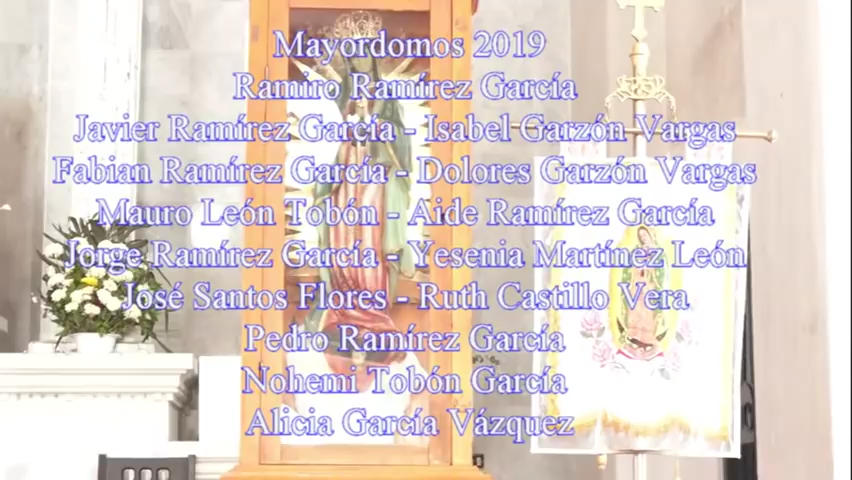 Mayordomos 2019
Ramiro Ramírez García
Javier Ramírez García - Isabel Garzón Vargas
Fabian Ramírez García - Dolores Garzón Vargas
Mauro León Tobón - Aide Ramírez García
Jorge Ramírez García - Yesenia Martínez León
José Santos Flores - Ruth Castillo Vera
Pedro Ramírez García
Nohemi Tobón García
Alicia García Vázquez